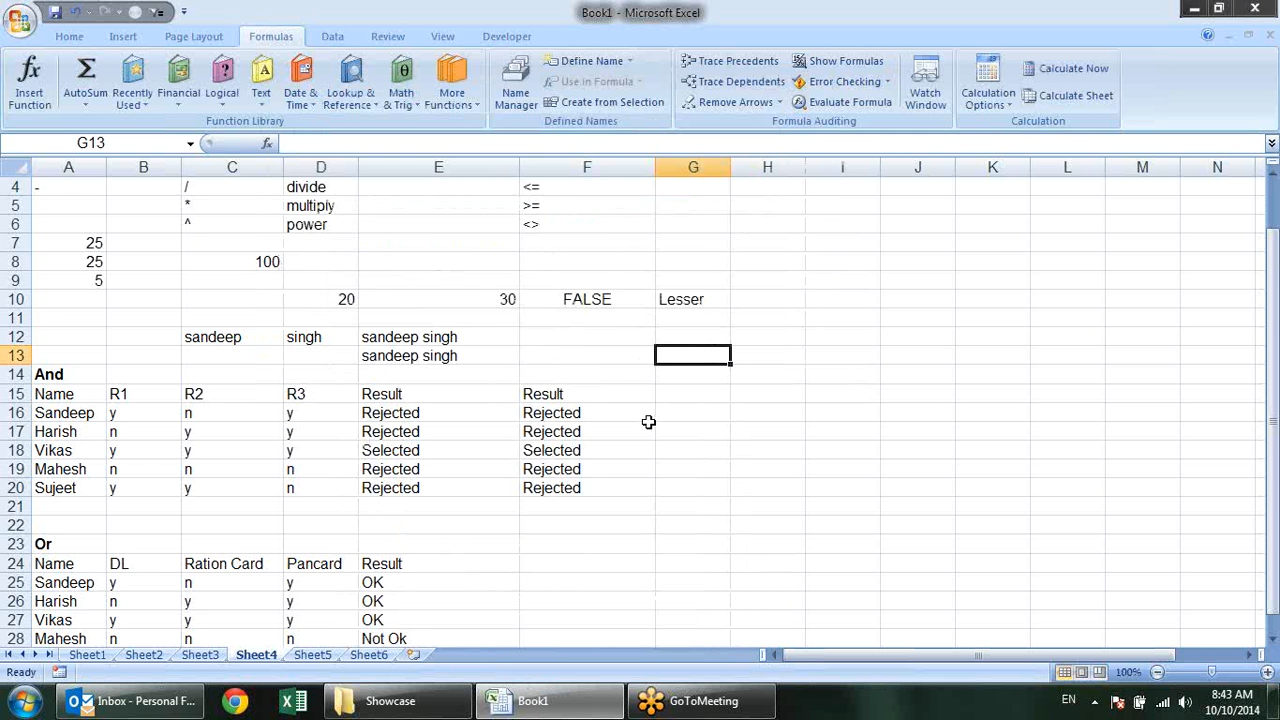 Book1 - Microsoft Excel
Home Insert Page Layout Formulas Data Review View Developer
Insert Function
AutoSum
Recently Used
Financial
Logical
Text
Date & Time
Lookup & Reference
Math & Trig
More Functions
Function Library
Name Manager
Define Name
Use in Formula
Create from Selection
Defined Names
Trace Precedents
Trace Dependents
Remove Arrows
Show Formulas
Error Checking
Evaluate Formula
Formula Auditing
Watch Window
Calculation Options
Calculate Now
Calculate Sheet
Calculation
G13 fx
A B C D E F G H I J K L M N
4 - / divide <=
5 * multiply >=
6 ^ power <>
7 25
8 25 100
9 5
10 20 30 FALSE Lesser
11
12 sandeep singh sandeep singh
13 sandeep singh
14 And
15 Name R1 R2 R3 Result Result
16 Sandeep y n y Rejected Rejected
17 Harish n y y Rejected Rejected
18 Vikas y y y Selected Selected
19 Mahesh n n n Rejected Rejected
20 Sujeet y y n Rejected Rejected
21
22
23 Or
24 Name DL Ration Card Pancard Result
25 Sandeep y n y OK
26 Harish n y y OK
27 Vikas y y y OK
28 Mahesh n n n Not Ok
Sheet1 Sheet2 Sheet3 Sheet4 Sheet5 Sheet6
Ready 100%
Inbox - Personal F... Showcase Book1 GoToMeeting EN 8:43 AM
10/10/2014